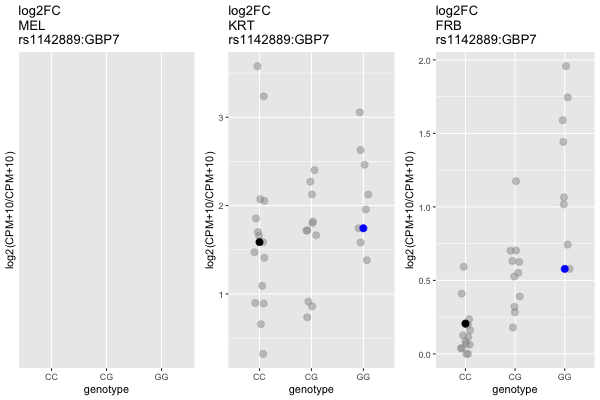 log2FC
MEL
rs1142889:GBP7
log2(CPM+10/CPM+10)
CC CG GG
genotype
log2FC
KRT
rs1142889:GBP7
log2(CPM+10/CPM+10)
3
2
1
CC CG GG
genotype
log2FC
FRB
rs1142889:GBP7
log2(CPM+10/CPM+10)
2.0
1.5
1.0
0.5
0.0
CC CG GG
genotype